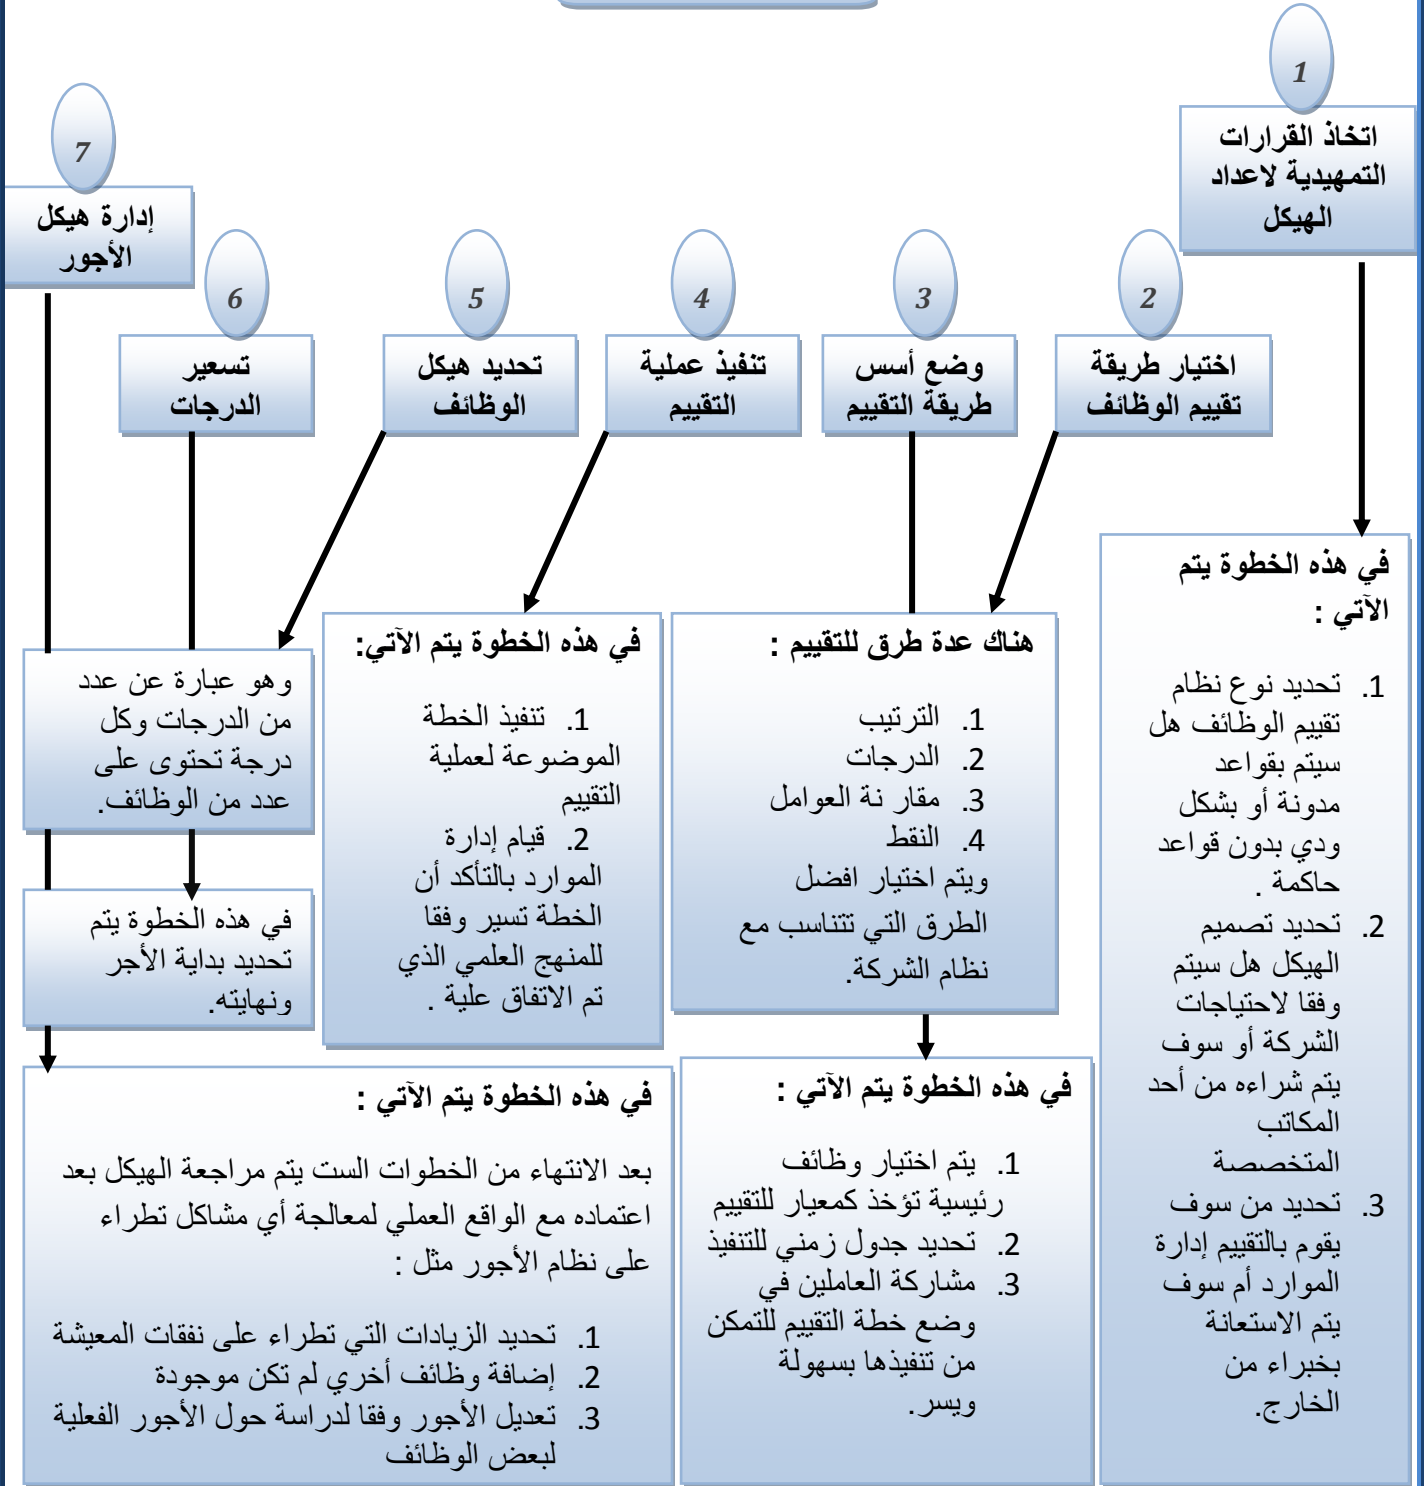 1
اتخاذ القرارات
التمهيدية لاعداد
الهيكل
2
اختيار طريقة
تقييم الوظائف
3
وضع أسس
طريقة التقييم
4
تنفيذ عملية
التقييم
5
تحديد هيكل
الوظائف
6
تسعير
الدرجات
7
إدارة هيكل
الأجور
في هذه الخطوة يتم
الآتي :
1. تحديد نوع نظام
تقييم الوظائف هل
سيتم بقواعد
مدونة أو بشكل
ودي بدون قواعد
حاكمة .
2. تحديد تصميم
الهيكل هل سيتم
وفقا لاحتياجات
الشركة أو سوف
يتم شراءه من أحد
المكاتب
المتخصصة
3. تحديد من سوف
يقوم بالتقييم إدارة
الموارد أم سوف
يتم الاستعانة
بخبراء من
الخارج.
هناك عدة طرق للتقييم :
1. الترتيب
2. الدرجات
3. مقار نة العوامل
4. النقط
ويتم اختيار افضل
الطرق التي تتناسب مع
نظام الشركة.
في هذه الخطوة يتم الآتي :
1. يتم اختيار وظائف
رئيسية تؤخذ كمعيار للتقييم
2. تحديد جدول زمني للتنفيذ
3. مشاركة العاملين في
وضع خطة التقييم للتمكن
من تنفيذها بسهولة
ويسر.
في هذه الخطوة يتم الآتي:
1. تنفيذ الخطة
الموضوعة لعملية
التقييم
2. قيام إدارة
الموارد بالتأكد أن
الخطة تسير وفقا
للمنهج العلمي الذي
تم الاتفاق علية .
وهو عبارة عن عدد
من الدرجات وكل
درجة تحتوى على
عدد من الوظائف.
في هذه الخطوة يتم
تحديد بداية الأجر
ونهايته.
في هذه الخطوة يتم الآتي :
بعد الانتهاء من الخطوات الست يتم مراجعة الهيكل بعد
اعتماده مع الواقع العملي لمعالجة أي مشاكل تطراء
على نظام الأجور مثل :
1. تحديد الزيادات التي تطراء على نفقات المعيشة
2. إضافة وظائف أخري لم تكن موجودة
3. تعديل الأجور وفقا لدراسة حول الأجور الفعلية
لبعض الوظائف